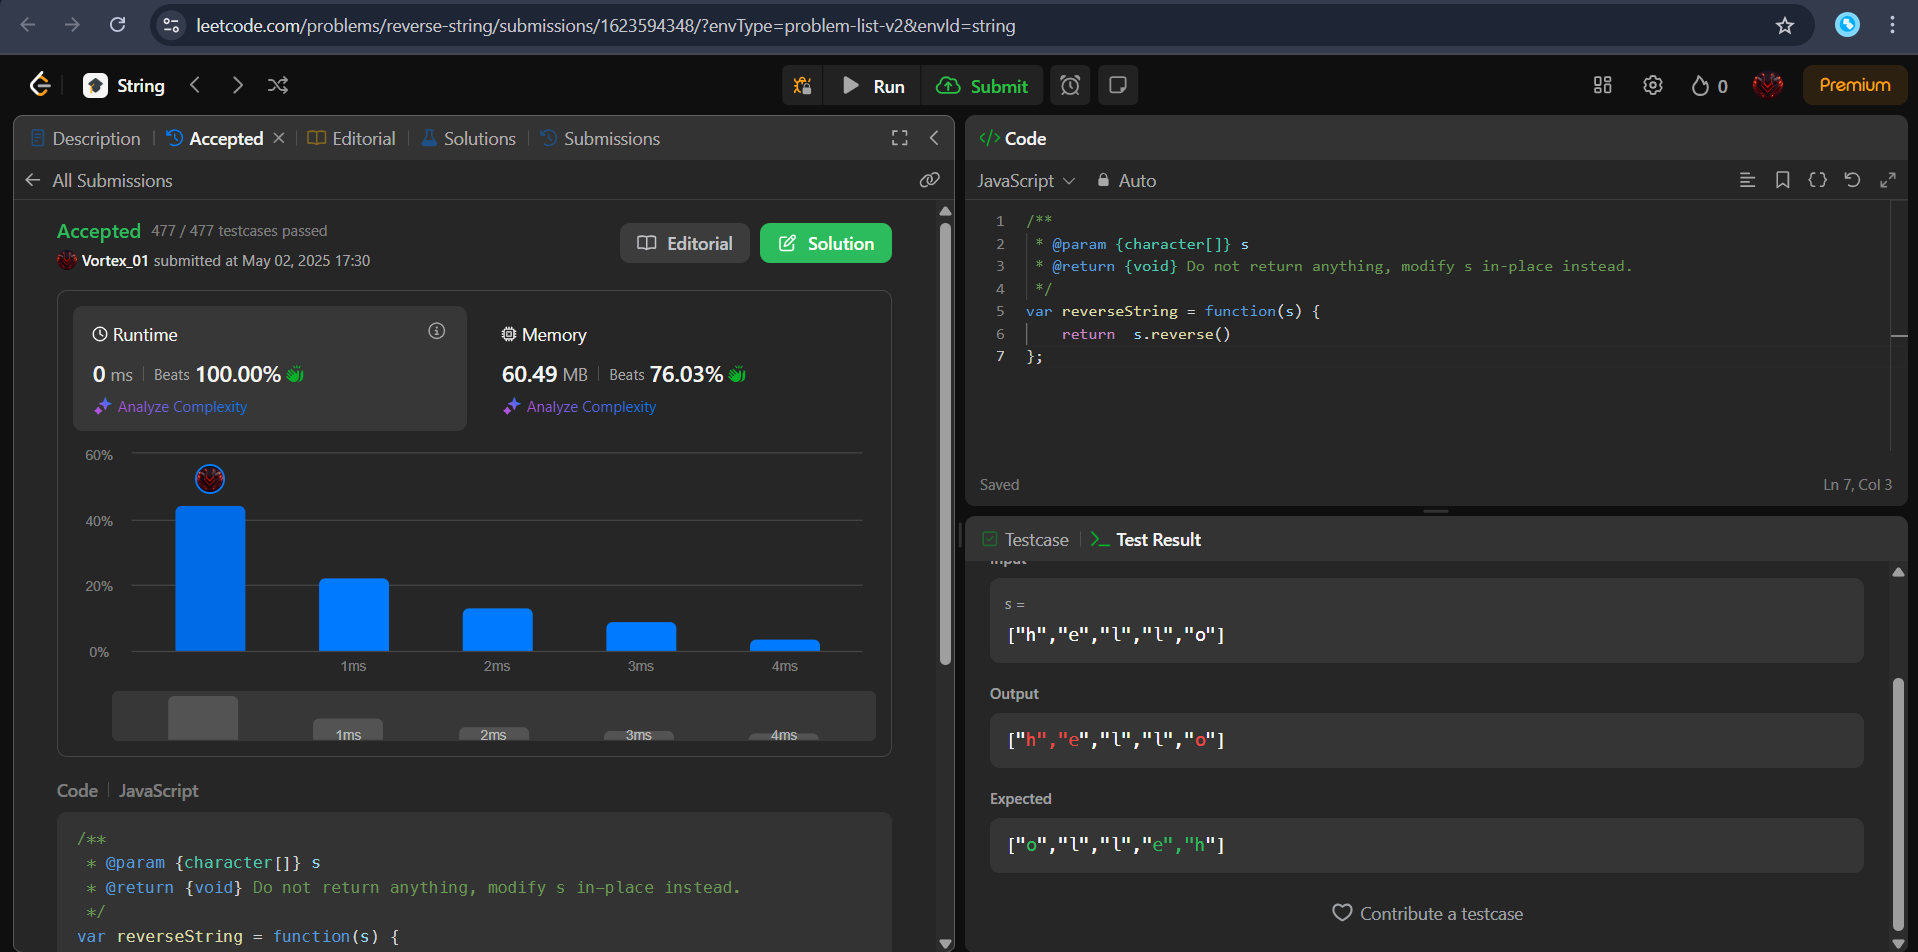 leetcode.com/problems/reverse-string/submissions/1623594348/?envType=problem-list-v2&envId=string
String
Run
Submit
0
Premium
Description
Accepted
Editorial
Solutions
Submissions
All Submissions
Accepted 477 / 477 testcases passed
Vortex_01 submitted at May 02, 2025 17:30
Editorial
Solution
Runtime
0 ms Beats 100.00%
Analyze Complexity
Memory
60.49 MB Beats 76.03%
Analyze Complexity
60%
40%
20%
0%
1ms 2ms 3ms 4ms
1ms 2ms 3ms 4ms
Code JavaScript
/**
* @param {character[]} s
* @return {void} Do not return anything, modify s in-place instead.
*/
var reverseString = function(s) {
Code
JavaScript
Auto
1 /**
2 * @param {character[]} s
3 * @return {void} Do not return anything, modify s in-place instead.
4 */
5 var reverseString = function(s) {
6 return  s.reverse()
7 };
Saved
Ln 7, Col 3
Testcase
Test Result
Input
s =
["h","e","l","l","o"]
Output
["h","e","l","l","o"]
Expected
["o","l","l","e","h"]
Contribute a testcase